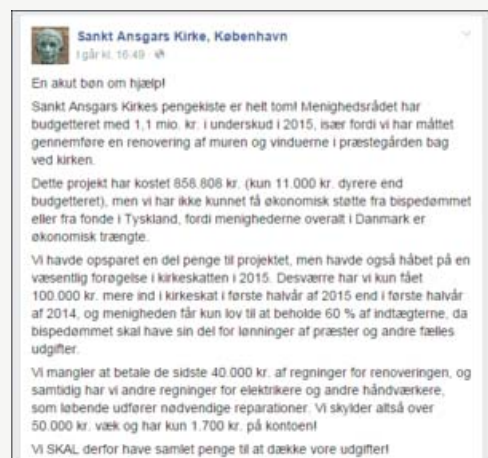 Sankt Ansgars Kirke, København
I går kl. 16:49 ·
En akut bøn om hjælp!
Sankt Ansgars Kirkes pengekiste er helt tom! Menighedsrådet har
budgetteret med 1,1 mio. kr. i underskud i 2015, især fordi vi har måttet
gennemføre en renovering af muren og vinduerne i præstegården bag
ved kirken.
Dette projekt har kostet 858.808 kr. (kun 11.000 kr. dyrere end
budgetteret), men vi har ikke kunnet få økonomisk støtte fra bispedømmet
eller fra fonde i Tyskland, fordi menighederne overalt i Danmark er
økonomisk trængte.
Vi havde opsparet en del penge til projektet, men havde også håbet på en
væsentlig forøgelse i kirkeskatten i 2015. Desværre har vi kun fået
100.000 kr. mere ind i kirkeskat i første halvår af 2015 end i første halvår
af 2014, og menigheden får kun lov til at beholde 60 % af indtægterne, da
bispedømmet skal have sin del for lønninger af præster og andre fælles
udgifter.
Vi mangler at betale de sidste 40.000 kr. af regninger for renoveringen, og
samtidig har vi andre regninger for elektrikere og andre håndværkere,
som løbende udfører nødvendige reparationer. Vi skylder altså over
50.000 kr. væk og har kun 1.700 kr. på kontoen!
Vi SKAL derfor have samlet penge til at dække vore udgifter!